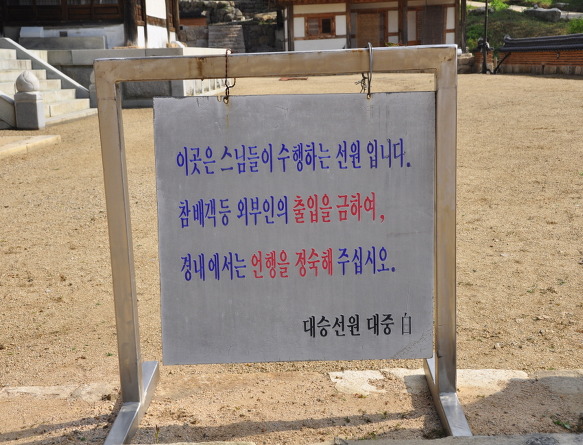 이곳은 스님들이 수행하는 선원 입니다.
참배객등 외부인의 출입을 금하여,
경내에서는 언행을 정숙해 주십시오.
대승선원 대중 白